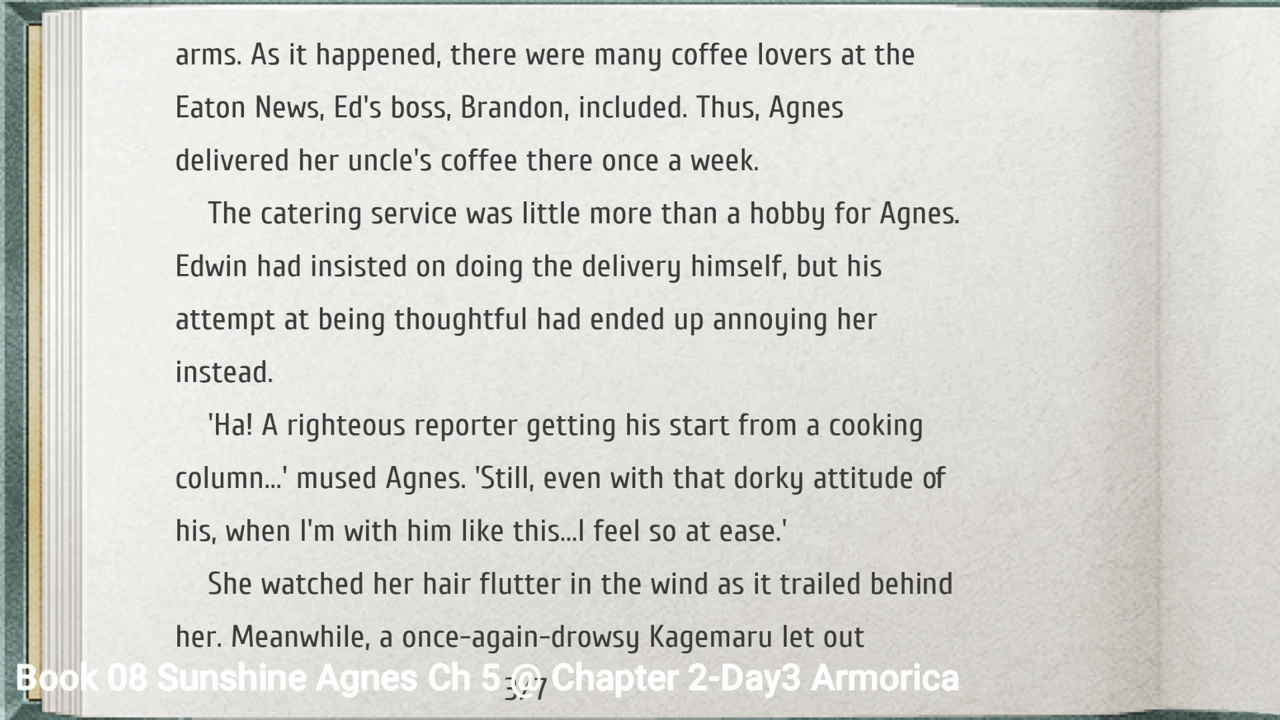 arms. As it happened, there were many coffee lovers at the
Eaton News, Ed's boss, Brandon, included. Thus, Agnes
delivered her uncle's coffee there once a week.
The catering service was little more than a hobby for Agnes.
Edwin had insisted on doing the delivery himself, but his
attempt at being thoughtful had ended up annoying her
instead.
'Ha! A righteous reporter getting his start from a cooking
column...' mused Agnes. 'Still, even with that dorky attitude of
his, when I'm with him like this...I feel so at ease.'
She watched her hair flutter in the wind as it trailed behind
her. Meanwhile, a once-again-drowsy Kagemaru let out
Book 08 Sunshine Agnes Ch 5 @ Chapter 2-Day3 Armorica